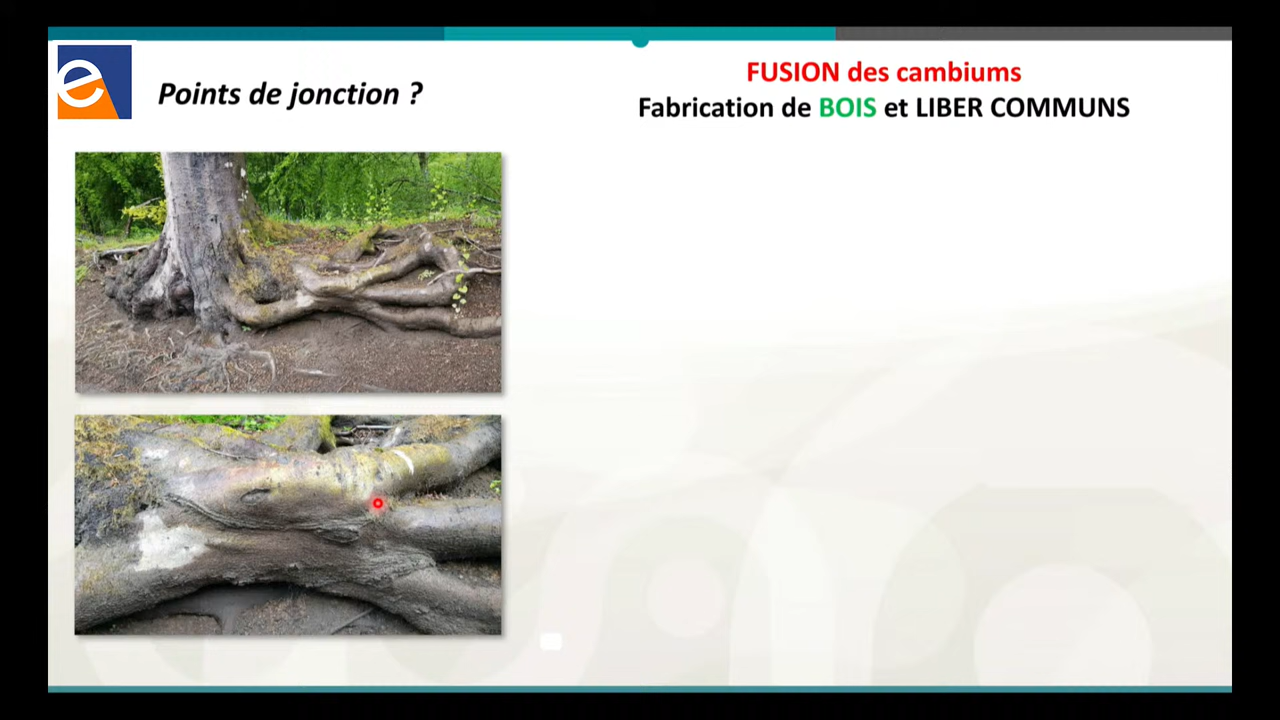 e
Points de jonction ?
FUSION des cambiums
Fabrication de BOIS et LIBER COMMUNS